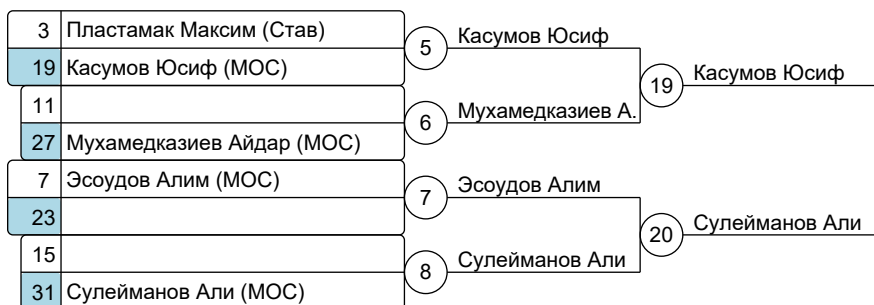 3 Пластамак Максим (Став)
5 Касумов Юсиф
19 Касумов Юсиф (МОС)
19 Касумов Юсиф
11
6 Мухамедказиев А.
27 Мухамедказиев Айдар (МОС)
7 Эсоудов Алим (МОС)
7 Эсоудов Алим
23
20 Сулейманов Али
15
8 Сулейманов Али
31 Сулейманов Али (МОС)